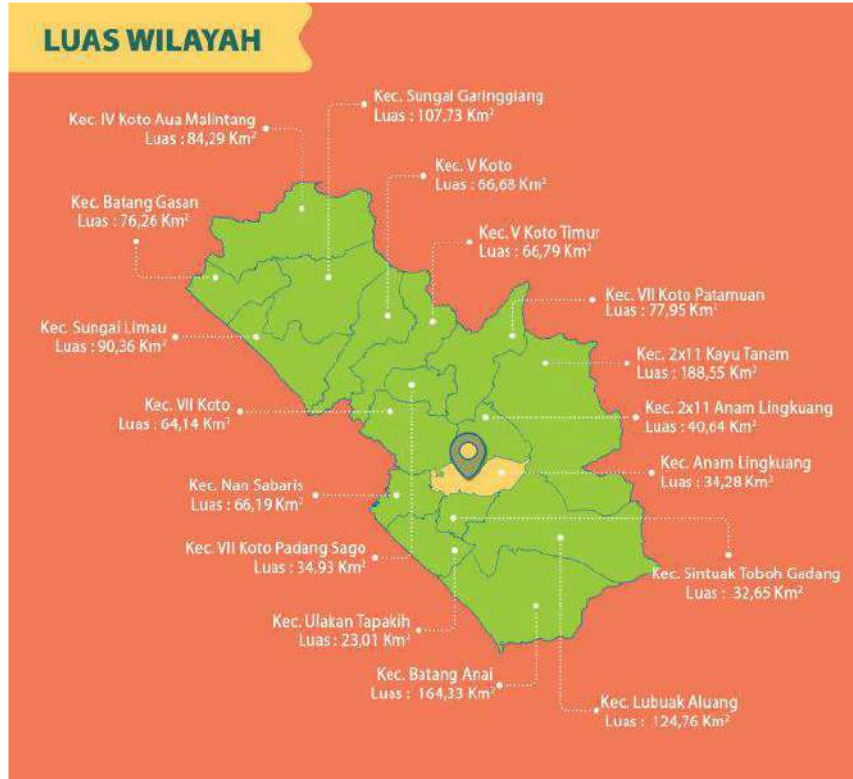 LUAS WILAYAH
Kec. Sungai Garinggiang
Luas : 107,73 Km²
Kec. IV Koto Aua Malintang
Luas : 84,29 Km²
Kec. V Koto
Luas : 66,68 Km²
Kec. Batang Gasan
Luas : 76,26 Km²
Kec. V Koto Timur
Luas : 66,79 Km²
Kec. VII Koto Patamuan
Luas : 77,95 Km²
Kec. Sungai Limau
Luas : 90,36 Km²
Kec. 2x11 Kayu Tanam
Luas : 188,55 Km²
Kec. VII Koto
Luas : 64,14 Km²
Kec. 2x11 Anam Lingkuang
Luas : 40,64 Km²
Kec. Anam Lingkuang
Luas : 34,28 Km²
Kec. Nan Sabaris
Luas : 66,19 Km²
Kec. VII Koto Padang Sago
Luas : 34,93 Km²
Kec. Sintuak Toboh Gadang
Luas : 32,65 Km²
Kec. Ulakan Tapakih
Luas : 23,01 Km²
Kec. Batang Anai
Luas : 164,33 Km²
Kec. Lubuak Aluang
Luas : 124,76 Km²